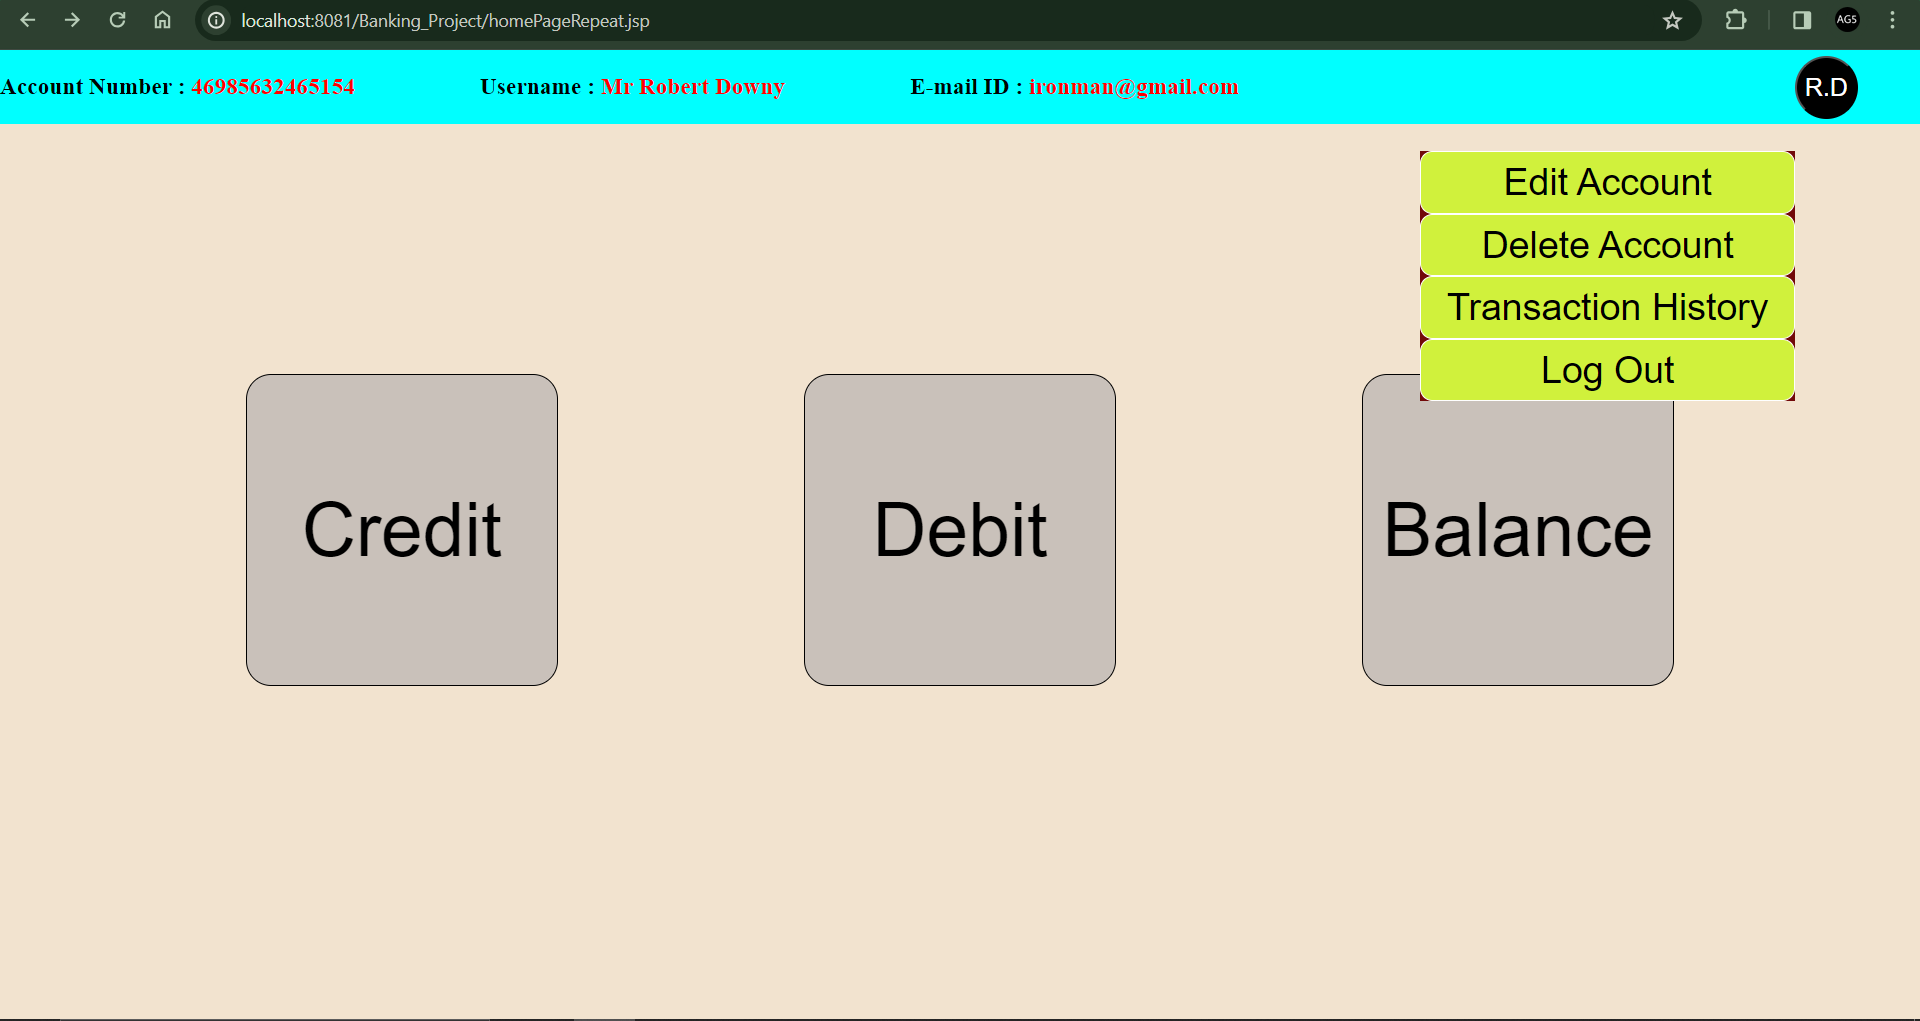 localhost:8081/Banking_Project/homePageRepeat.jsp
AG5
Account Number : 46985632465154 Username : Mr Robert Downy E-mail ID : ironman@gmail.com R.D
Edit Account
Delete Account
Transaction History
Log Out
Credit Debit Balance